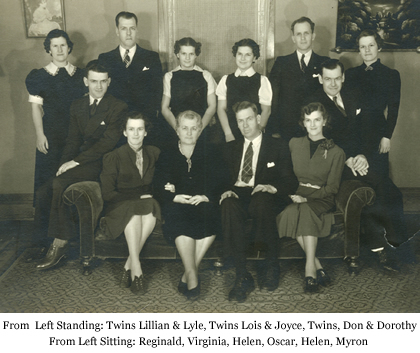 From Left Standing: Twins Lillian & Lyle, Twins Lois & Joyce, Twins, Don & Dorothy
From Left Sitting: Reginald, Virginia, Helen, Oscar, Helen, Myron